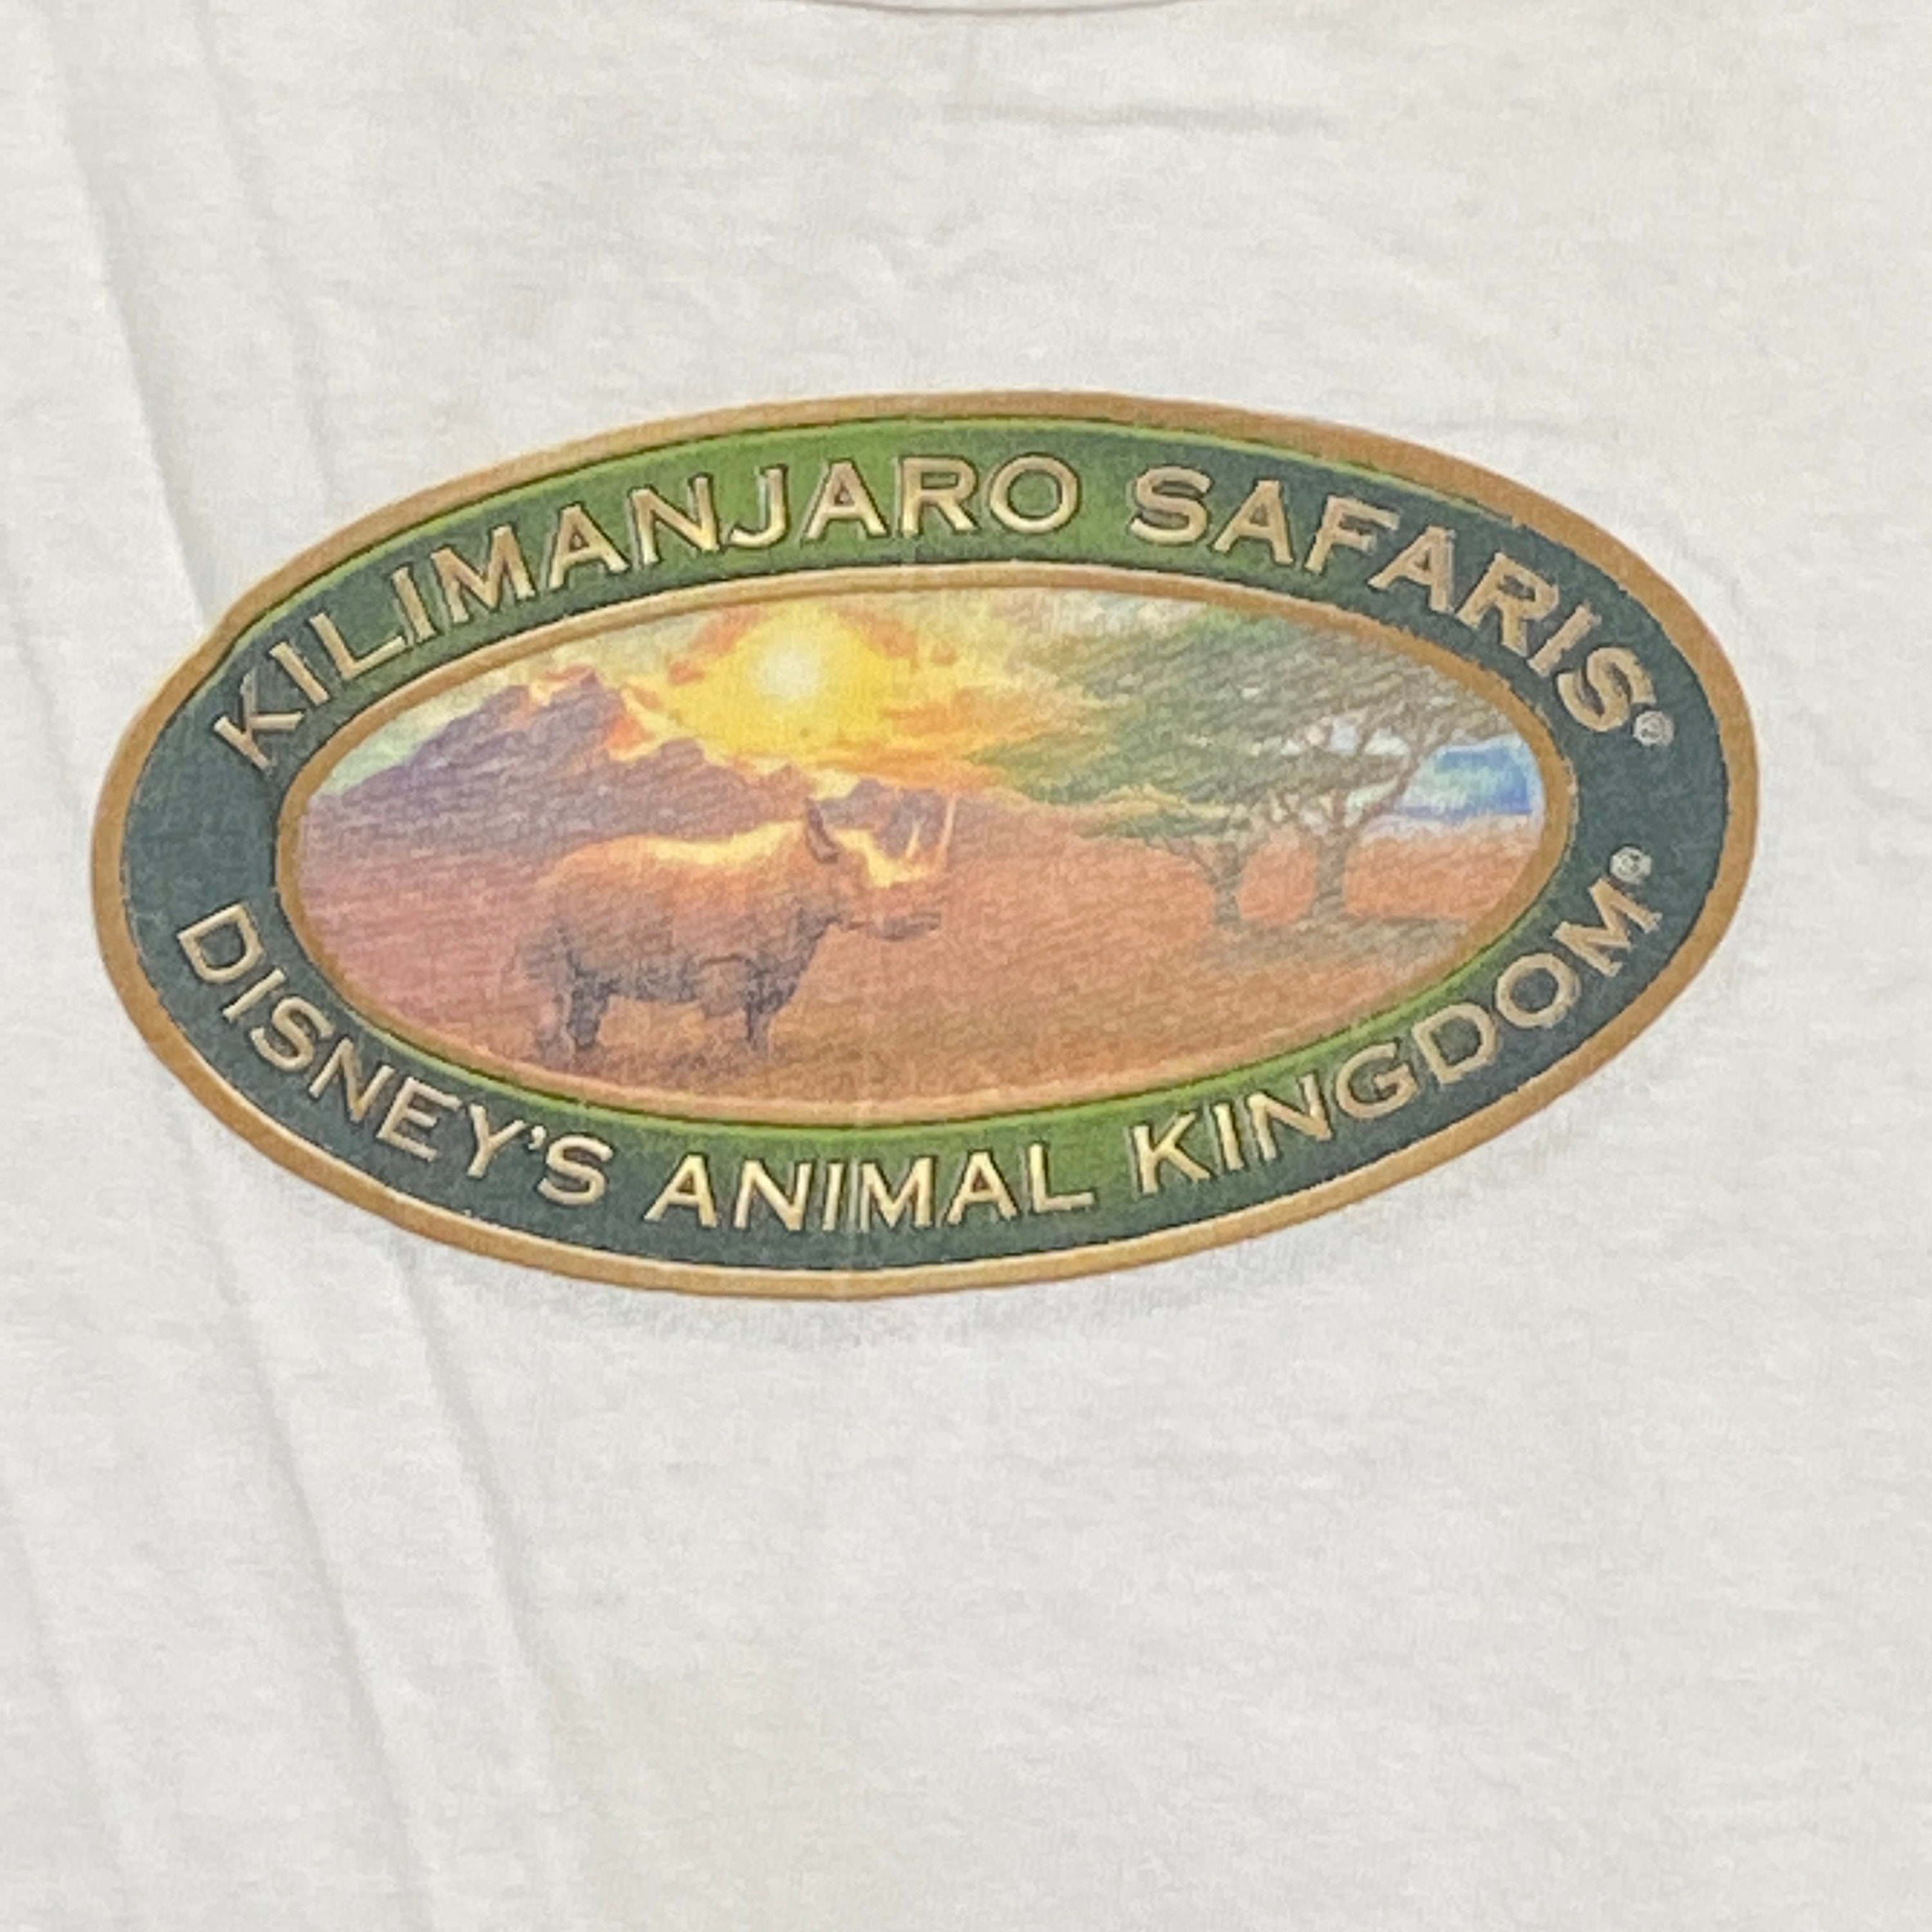 KILIMANJARO SAFARIS®
DISNEY'S ANIMAL KINGDOM®